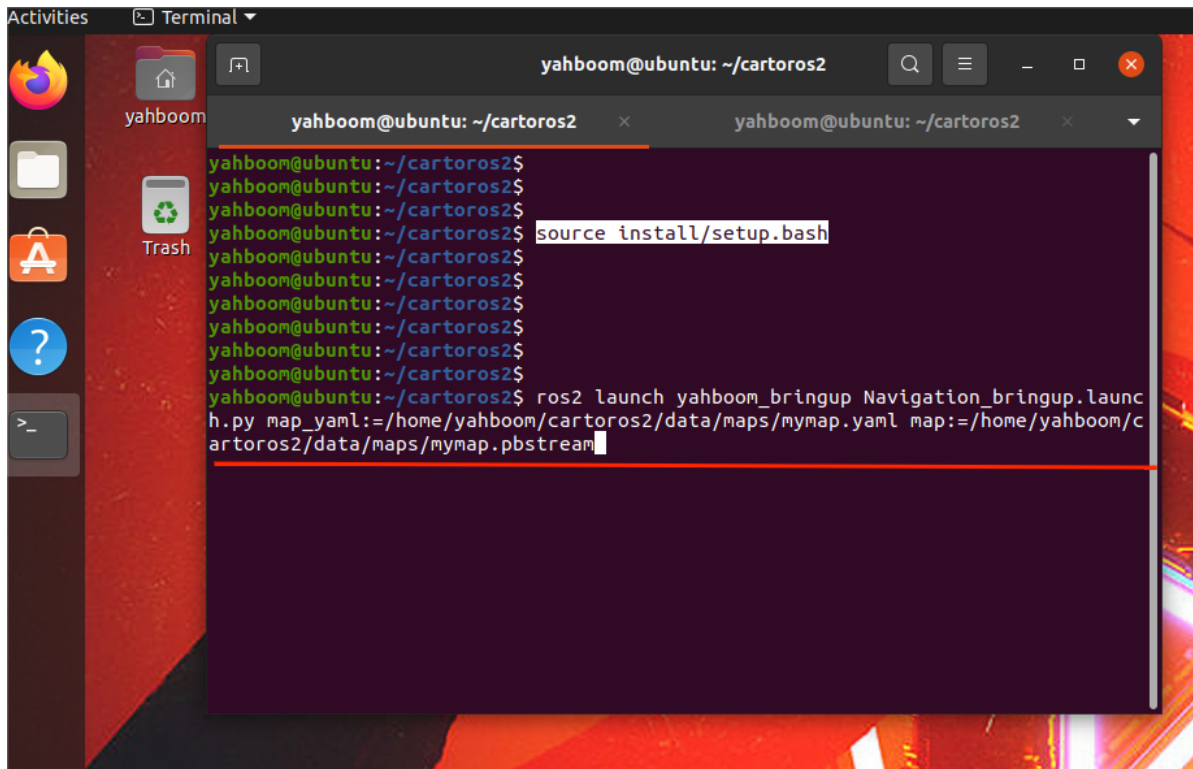 Activities
Terminal
yahboom@ubuntu: ~/cartoros2
yahboom
yahboom@ubuntu: ~/cartoros2
yahboom@ubuntu: ~/cartoros2
Trash
yahboom@ubuntu:~/cartoros2$
yahboom@ubuntu:~/cartoros2$
yahboom@ubuntu:~/cartoros2$
yahboom@ubuntu:~/cartoros2$ source install/setup.bash
yahboom@ubuntu:~/cartoros2$
yahboom@ubuntu:~/cartoros2$
yahboom@ubuntu:~/cartoros2$
yahboom@ubuntu:~/cartoros2$
yahboom@ubuntu:~/cartoros2$
yahboom@ubuntu:~/cartoros2$
yahboom@ubuntu:~/cartoros2$ ros2 launch yahboom_bringup Navigation_bringup.launc
h.py map_yaml:=/home/yahboom/cartoros2/data/maps/mymap.yaml map:=/home/yahboom/c
artoros2/data/maps/mymap.pbstream